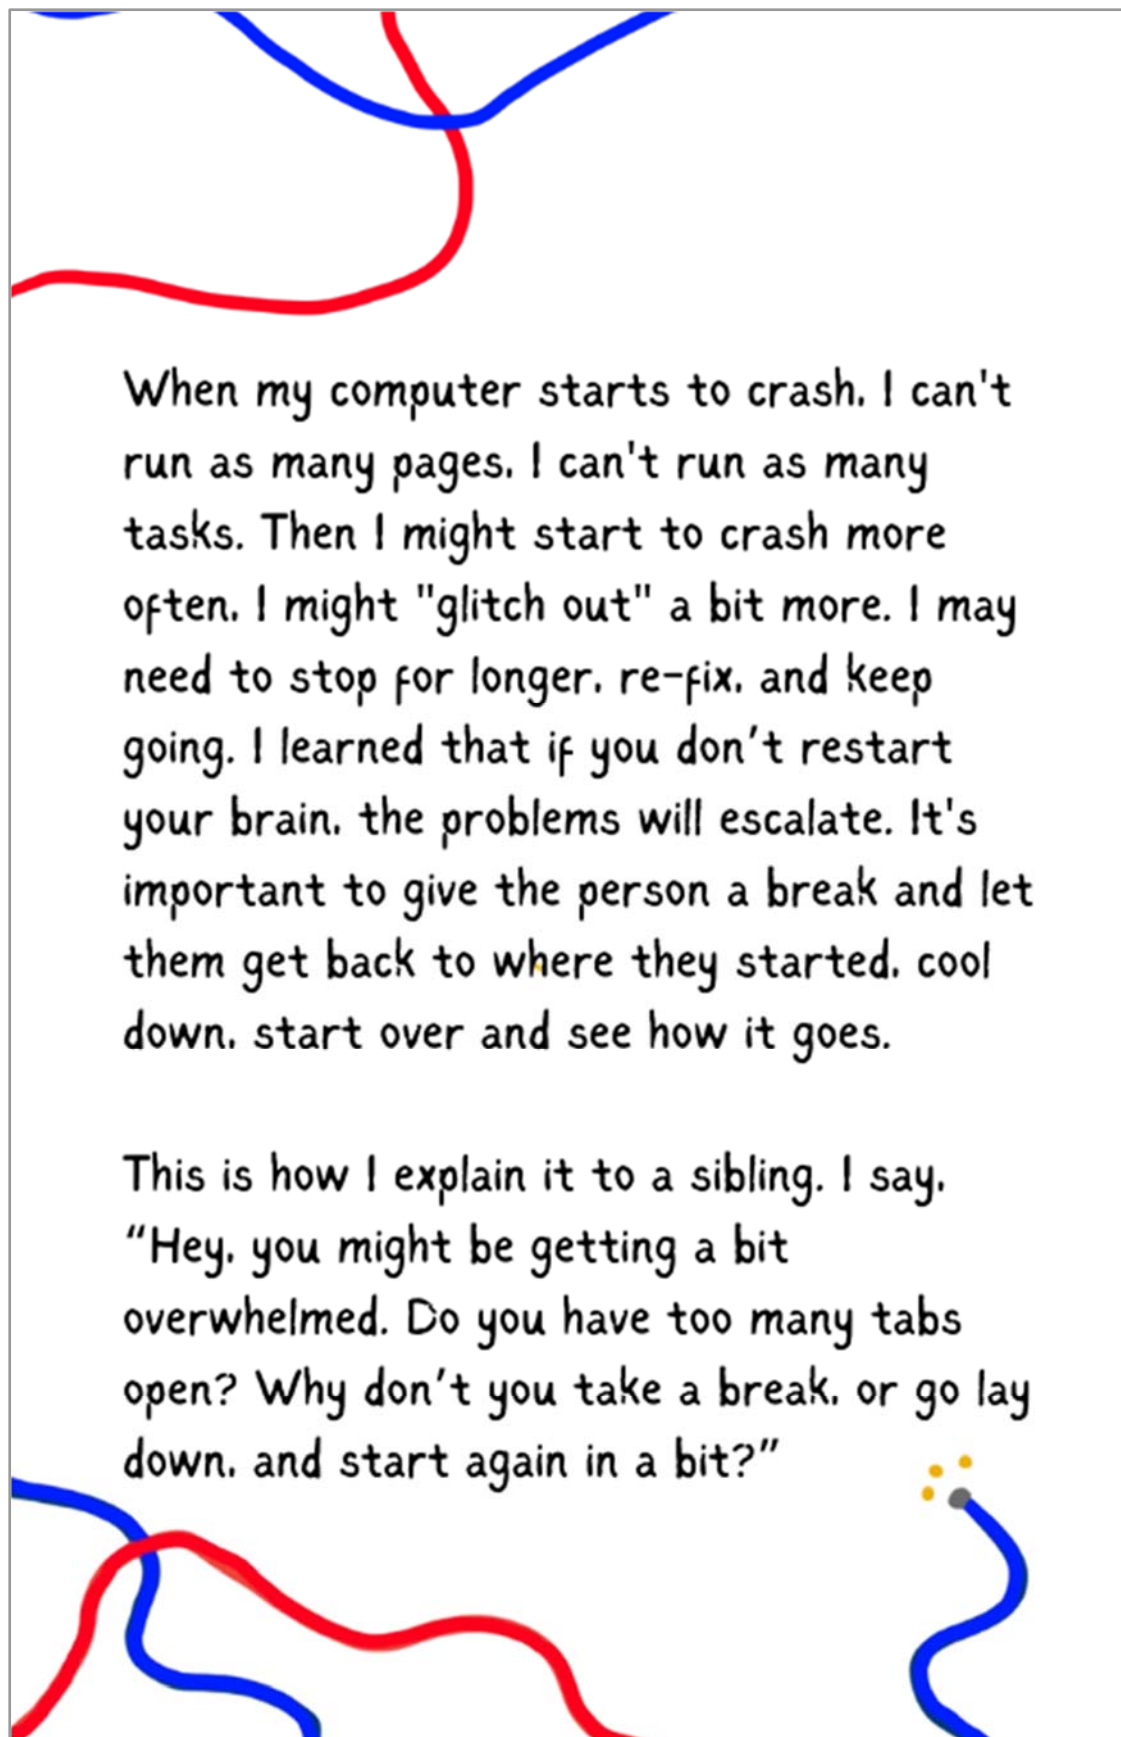 When my computer starts to crash, I can't
run as many pages, I can't run as many
tasks. Then I might start to crash more
often, I might "glitch out" a bit more. I may
need to stop for longer, re-fix, and keep
going. I learned that if you don’t restart
your brain, the problems will escalate. It's
important to give the person a break and let
them get back to where they started, cool
down, start over and see how it goes.
This is how I explain it to a sibling. I say,
“Hey, you might be getting a bit
overwhelmed. Do you have too many tabs
open? Why don’t you take a break, or go lay
down, and start again in a bit?”